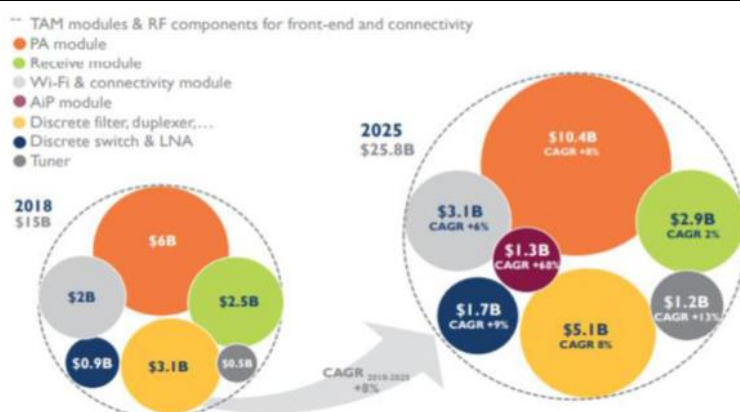 TAM modules & RF components for front-end and connectivity
PA module
Receive module
Wi-Fi & connectivity module
AiP module
Discrete filter, duplexer,...
Discrete switch & LNA
Tuner
2018
$15B
$6B
$2B
$2.5B
$0.9B
$3.1B
$0.5B
CAGR 2018-2025
+8%
2025
$25.8B
$10.4B
CAGR +8%
$3.1B
CAGR +6%
$2.9B
CAGR 2%
$1.3B
CAGR +68%
$1.7B
CAGR +9%
$5.1B
CAGR 8%
$1.2B
CAGR +13%